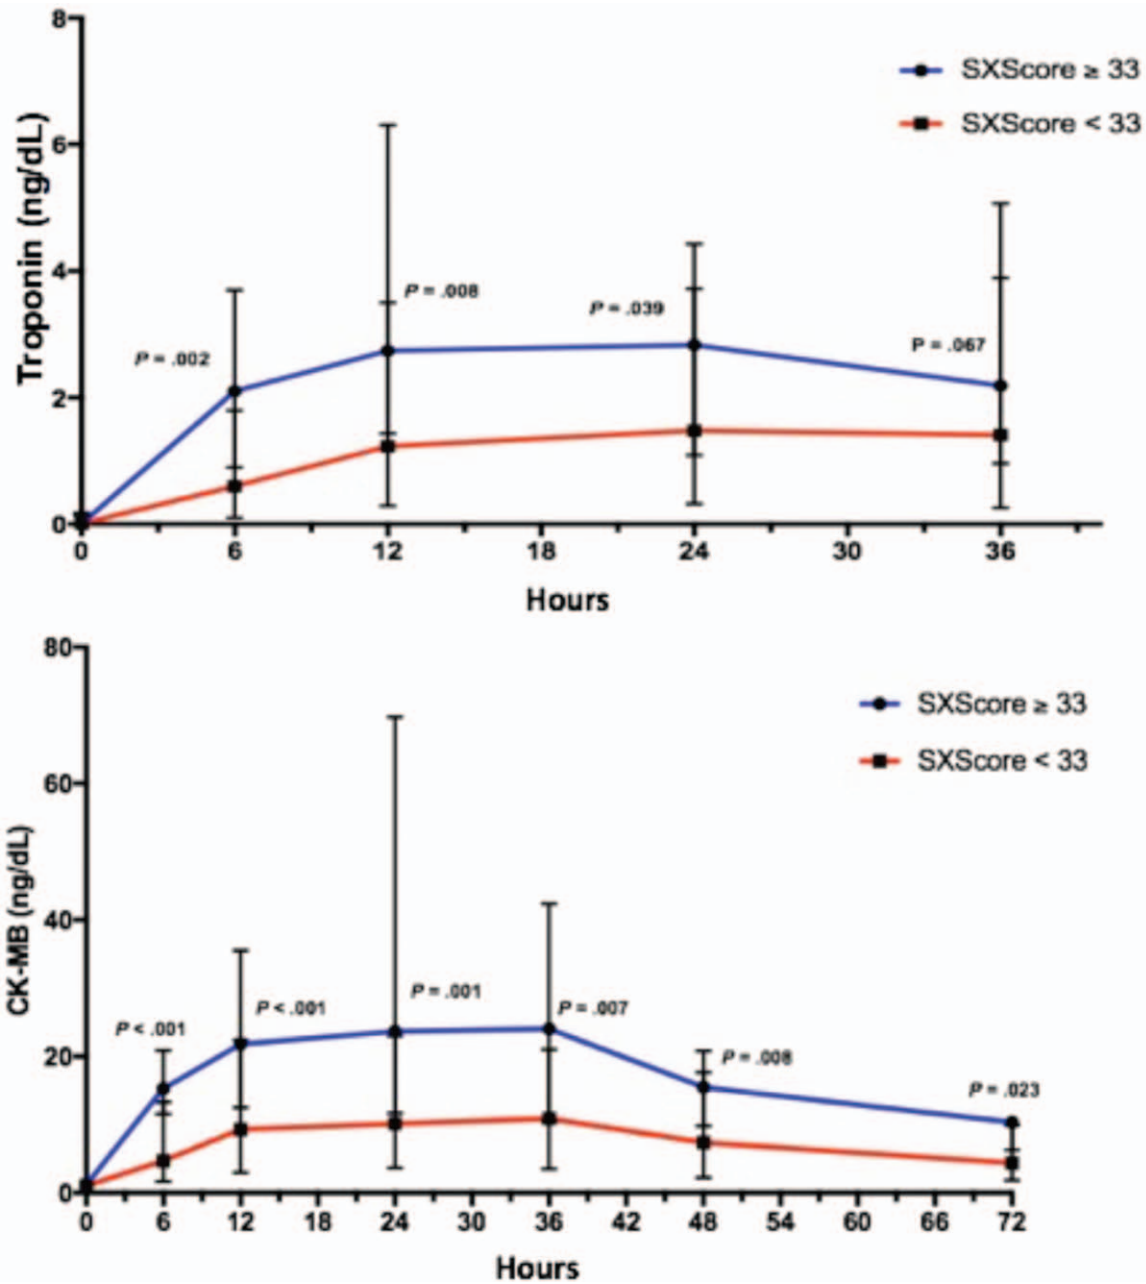 8
SXScore ≥ 33
SXScore < 33
Troponin (ng/dL)
6
4
P = .008
P = .039
P = .067
P = .002
2
0
0 6 12 18 24 30 36
Hours
80
SXScore ≥ 33
SXScore < 33
CK-MB (ng/dL)
60
40
P = .001
P < .001
P = .007
P < .001
20
P = .008
P = .023
0
0 6 12 18 24 30 36 42 48 54 60 66 72
Hours